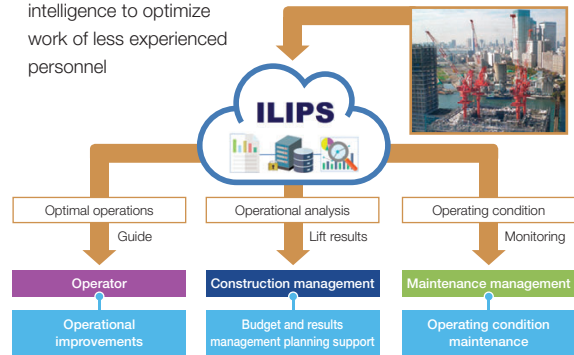 intelligence to optimize
work of less experienced
personnel
ILIPS
Optimal operations
Operational analysis
Operating condition
Guide
Lift results
Monitoring
Operator
Construction management
Maintenance management
Operational
improvements
Budget and results
management planning support
Operating condition
maintenance